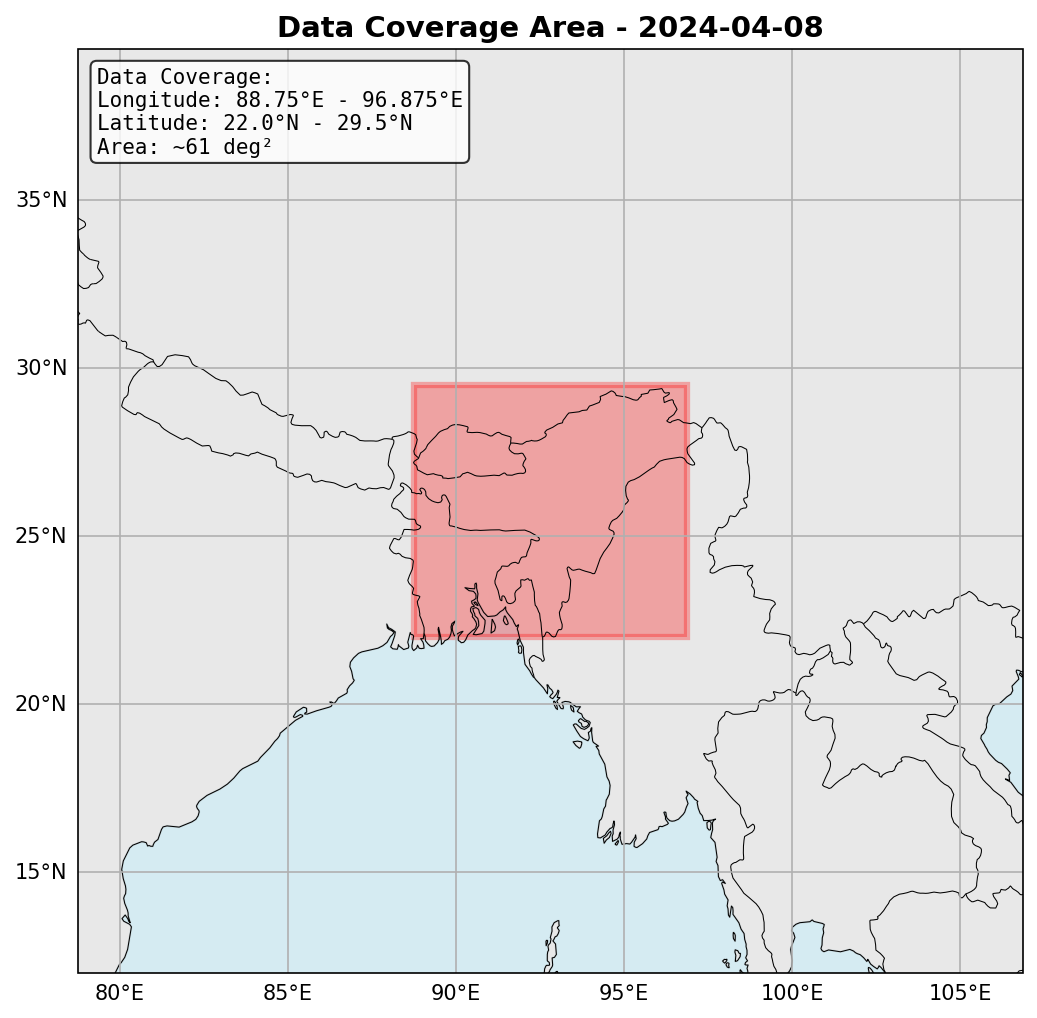 Data Coverage Area - 2024-04-08
Data Coverage:
Longitude: 88.75°E - 96.875°E
Latitude: 22.0°N - 29.5°N
Area: ~61 deg²
35°N
30°N
25°N
20°N
15°N
80°E 85°E 90°E 95°E 100°E 105°E